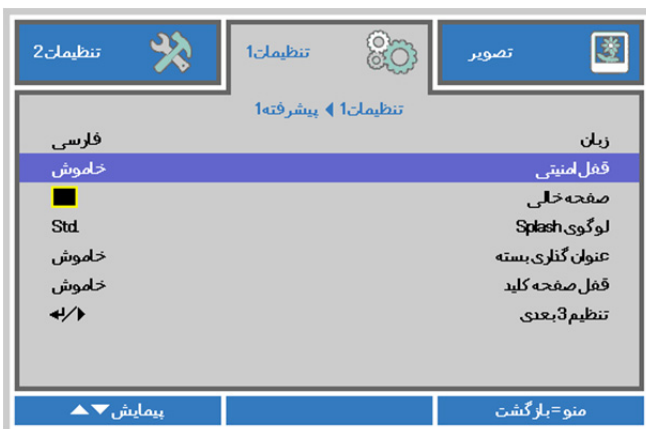 تصویر
تنظیمات1
تنظیمات2
تنظیمات1 ◀ پیشرفته1
زبان فارسی
قفل امنیتی خاموش
صفحه خالی
لوگوی Splash Std.
عنوان گذاری بسته خاموش
قفل صفحه کلید خاموش
تنظیم 3 بعدی ↵/▶
منو=بازگشت پیمایش ▼▲